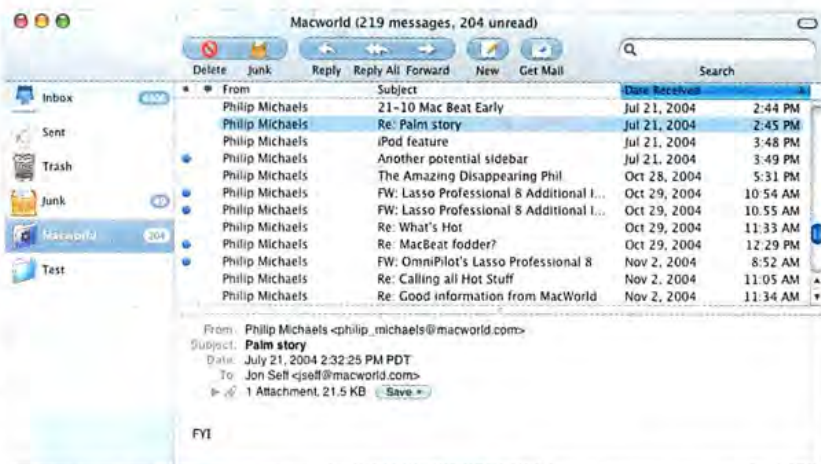 Macworld (219 messages, 204 unread)
Delete Junk Reply Reply All Forward New Get Mail Search
From Subject Date Received
Philip Michaels 21-10 Mac Beat Early Jul 21, 2004 2:44 PM
Philip Michaels Re: Palm story Jul 21, 2004 2:45 PM
Philip Michaels iPod feature Jul 21, 2004 3:48 PM
Philip Michaels Another potential sidebar Jul 21, 2004 3:49 PM
Philip Michaels The Amazing Disappearing Phil Oct 28, 2004 5:31 PM
Philip Michaels FW: Lasso Professional 8 Additional I... Oct 29, 2004 10:54 AM
Philip Michaels FW: Lasso Professional 8 Additional I... Oct 29, 2004 10:55 AM
Philip Michaels Re: What's Hot Oct 29, 2004 11:33 AM
Philip Michaels Re: MacBeat fodder? Oct 29, 2004 12:29 PM
Philip Michaels FW: OmniPilot's Lasso Professional 8 Nov 2, 2004 8:52 AM
Philip Michaels Re: Calling all Hot Stuff Nov 2, 2004 11:05 AM
Philip Michaels Re: Good information from MacWorld Nov 2, 2004 11:34 AM
Inbox
Sent
Trash
Junk
Macworld 204
Test
From: Philip Michaels <philip_michaels@macworld.com>
Subject: Palm story
Date: July 21, 2004 2:32:25 PM PDT
To: Jon Seff <jseff@macworld.com>
1 Attachment, 21.5 KB Save
FYI